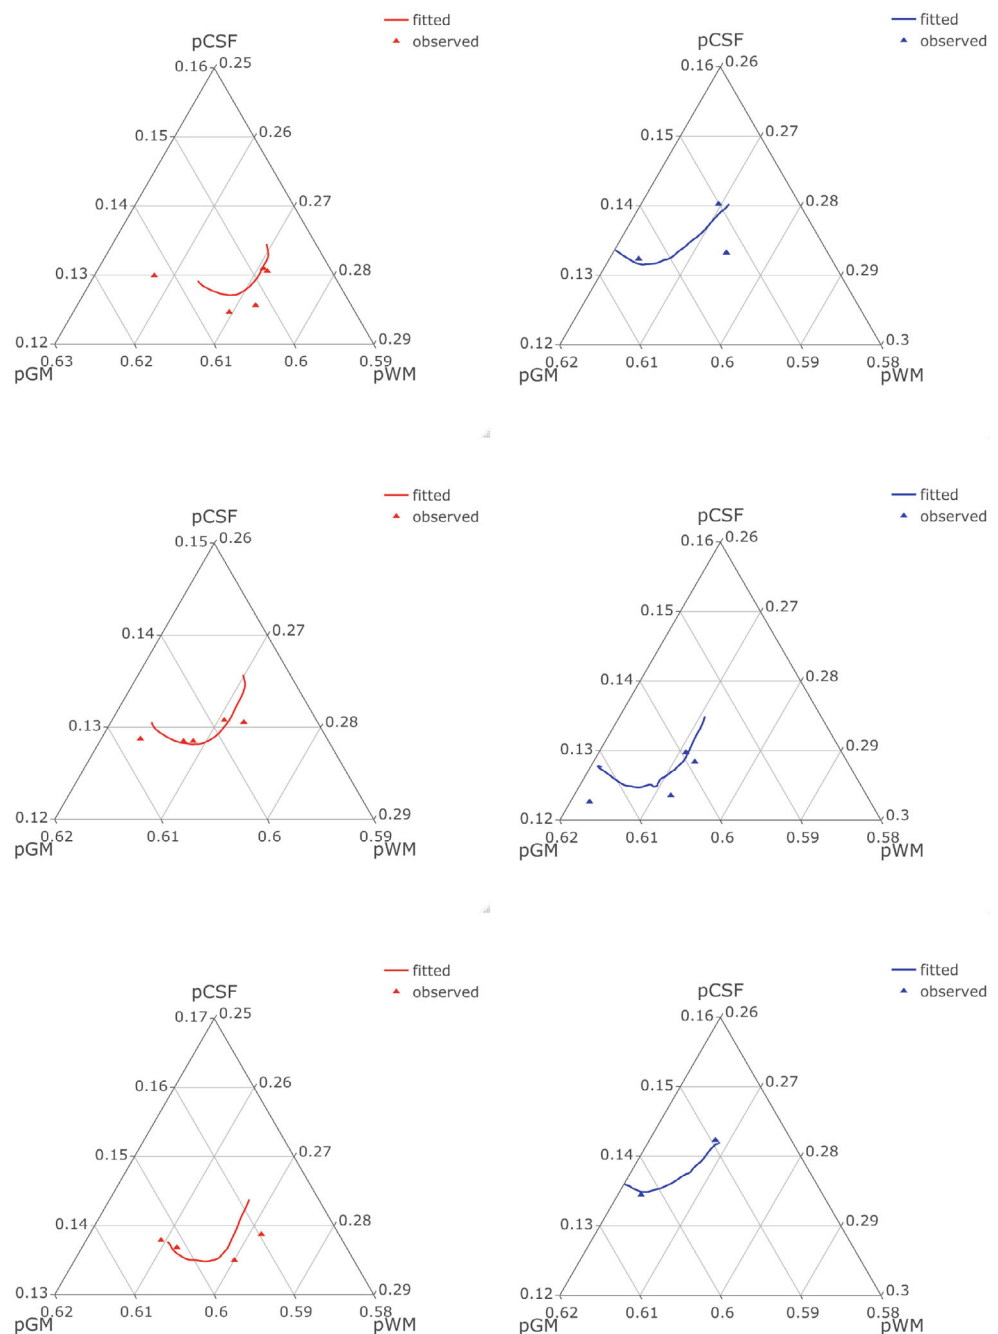 fitted
observed
pCSF
0.16 0.25
0.15 0.26
0.14 0.27
0.13 0.28
0.12 0.29
0.63 0.62 0.61 0.6 0.59
pGM pWM
fitted
observed
pCSF
0.16 0.26
0.15 0.27
0.14 0.28
0.13 0.29
0.12 0.3
0.62 0.61 0.6 0.59 0.58
pGM pWM
fitted
observed
pCSF
0.15 0.26
0.14 0.27
0.13 0.28
0.12 0.29
0.62 0.61 0.6 0.59
pGM pWM
fitted
observed
pCSF
0.16 0.26
0.15 0.27
0.14 0.28
0.13 0.29
0.12 0.3
0.62 0.61 0.6 0.59 0.58
pGM pWM
fitted
observed
pCSF
0.17 0.25
0.16 0.26
0.15 0.27
0.14 0.28
0.13 0.29
0.62 0.61 0.6 0.59 0.58
pGM pWM
fitted
observed
pCSF
0.16 0.26
0.15 0.27
0.14 0.28
0.13 0.29
0.12 0.3
0.62 0.61 0.6 0.59 0.58
pGM pWM